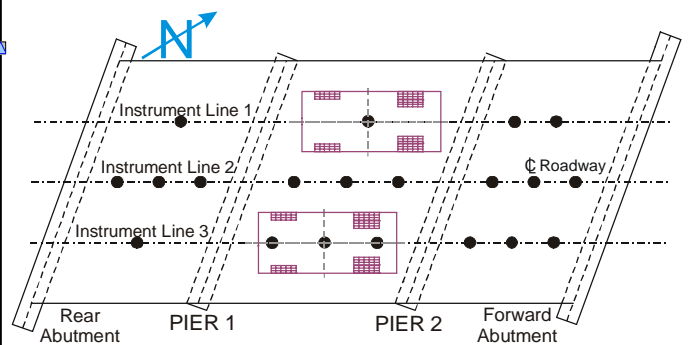 N
Instrument Line 1
Instrument Line 2
℄ Roadway
Instrument Line 3
Rear
Abutment
PIER 1
PIER 2
Forward
Abutment